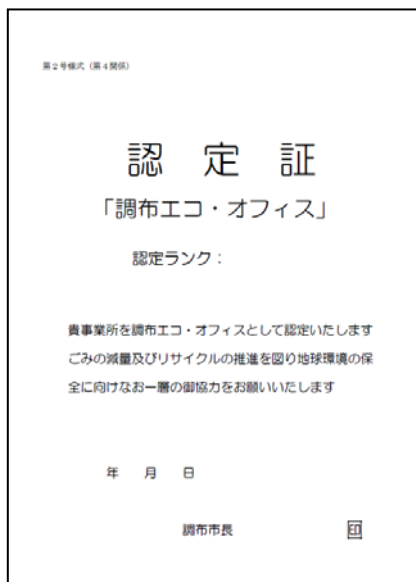 第２号様式（第４関係）
認　定　証
「調布エコ・オフィス」
認定ランク：
貴事業所を調布エコ・オフィスとして認定いたします
ごみの減量及びリサイクルの推進を図り地球環境の保
全に向けなお一層の御協力をお願いいたします
年　月　日
調布市長　　　　　印